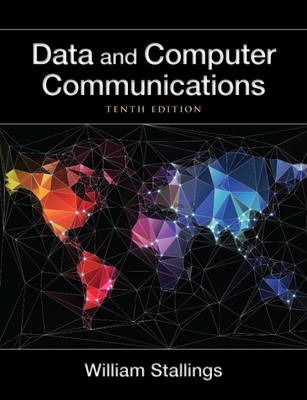 Data and Computer
Communications
TENTH EDITION
William Stallings